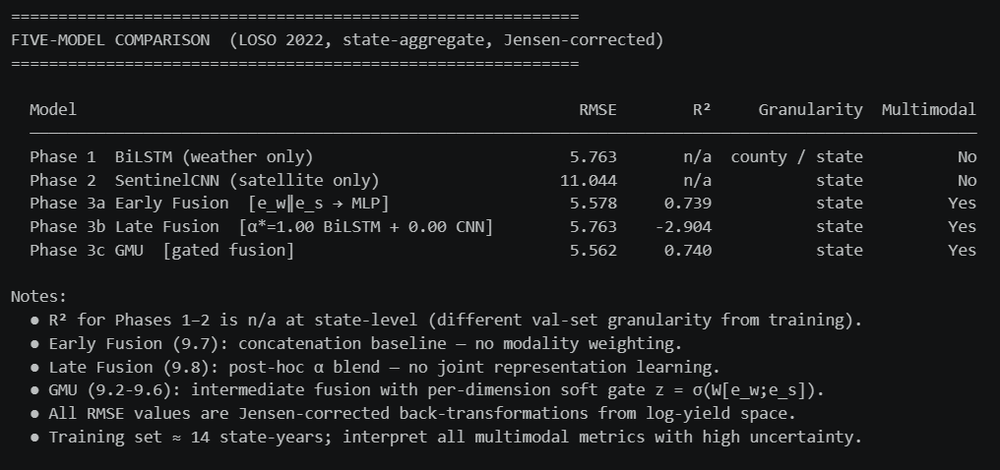 ============================================================
FIVE-MODEL COMPARISON  (LOSO 2022, state-aggregate, Jensen-corrected)
============================================================
Model RMSE R² Granularity Multimodal
────────────────────────────────────────────────────────────
Phase 1  BiLSTM (weather only) 5.763 n/a county / state No
Phase 2  SentinelCNN (satellite only) 11.044 n/a state No
Phase 3a Early Fusion  [e_w‖e_s → MLP] 5.578 0.739 state Yes
Phase 3b Late Fusion  [α*=1.00 BiLSTM + 0.00 CNN] 5.763 -2.904 state Yes
Phase 3c GMU  [gated fusion] 5.562 0.740 state Yes
Notes:
● R² for Phases 1–2 is n/a at state-level (different val-set granularity from training).
● Early Fusion (9.7): concatenation baseline — no modality weighting.
● Late Fusion (9.8): post-hoc α blend — no joint representation learning.
● GMU (9.2-9.6): intermediate fusion with per-dimension soft gate z = σ(W[e_w;e_s]).
● All RMSE values are Jensen-corrected back-transformations from log-yield space.
● Training set ≈ 14 state-years; interpret all multimodal metrics with high uncertainty.